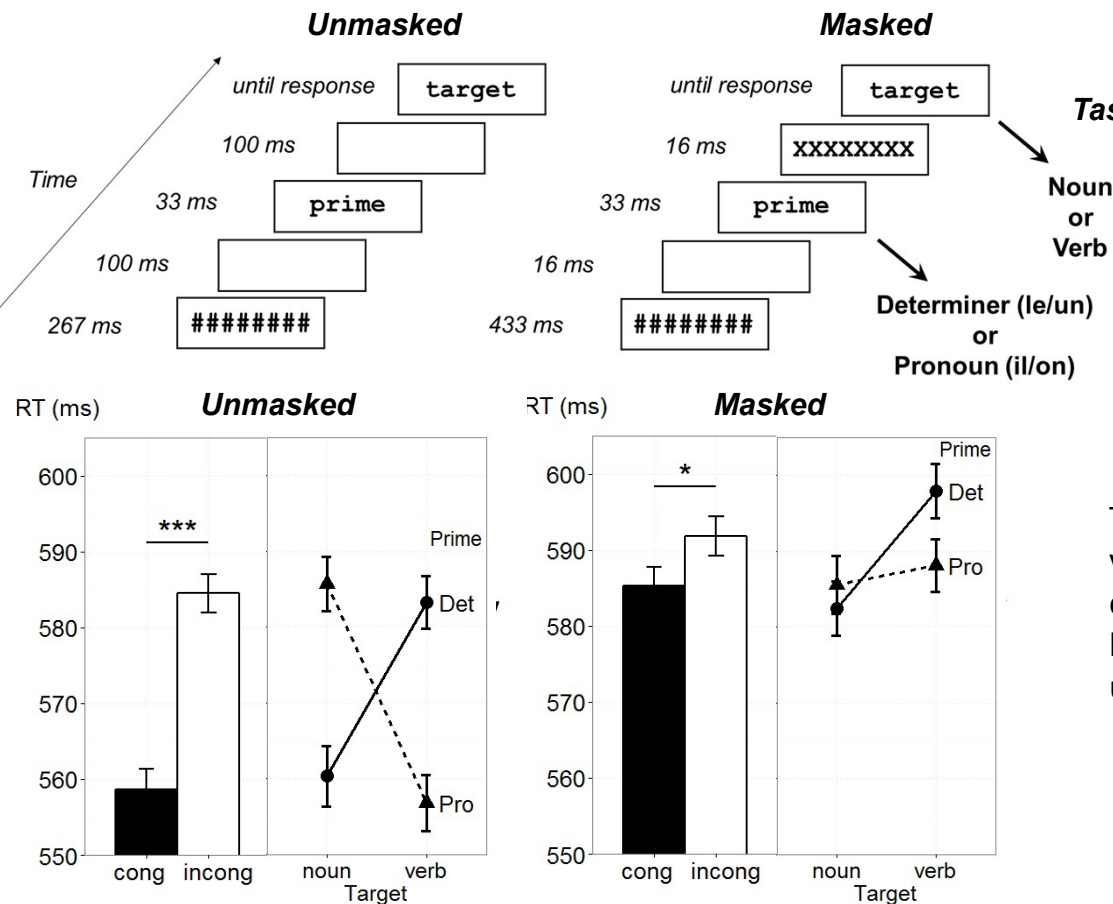 Unmasked
until response
target
100 ms
Time
33 ms
prime
100 ms
267 ms
########
Masked
until response
target
16 ms
XXXXXXXX
33 ms
prime
16 ms
433 ms
########
Noun
or
Verb
Determiner (le/un)
or
Pronoun (il/on)
RT (ms)
Unmasked
600
590
580
570
560
550
***
cong
incong
Prime
Det
Pro
noun
verb
Target
RT (ms)
Masked
600
590
580
570
560
550
*
cong
incong
Prime
Det
Pro
noun
verb
Target